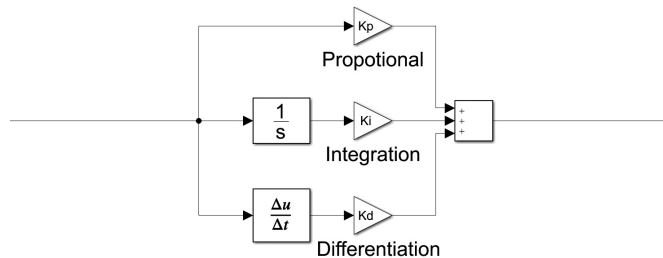 Kp
Propotional
1
s
Ki
Integration
+
+
+
Δu
Δt
Kd
Differentiation